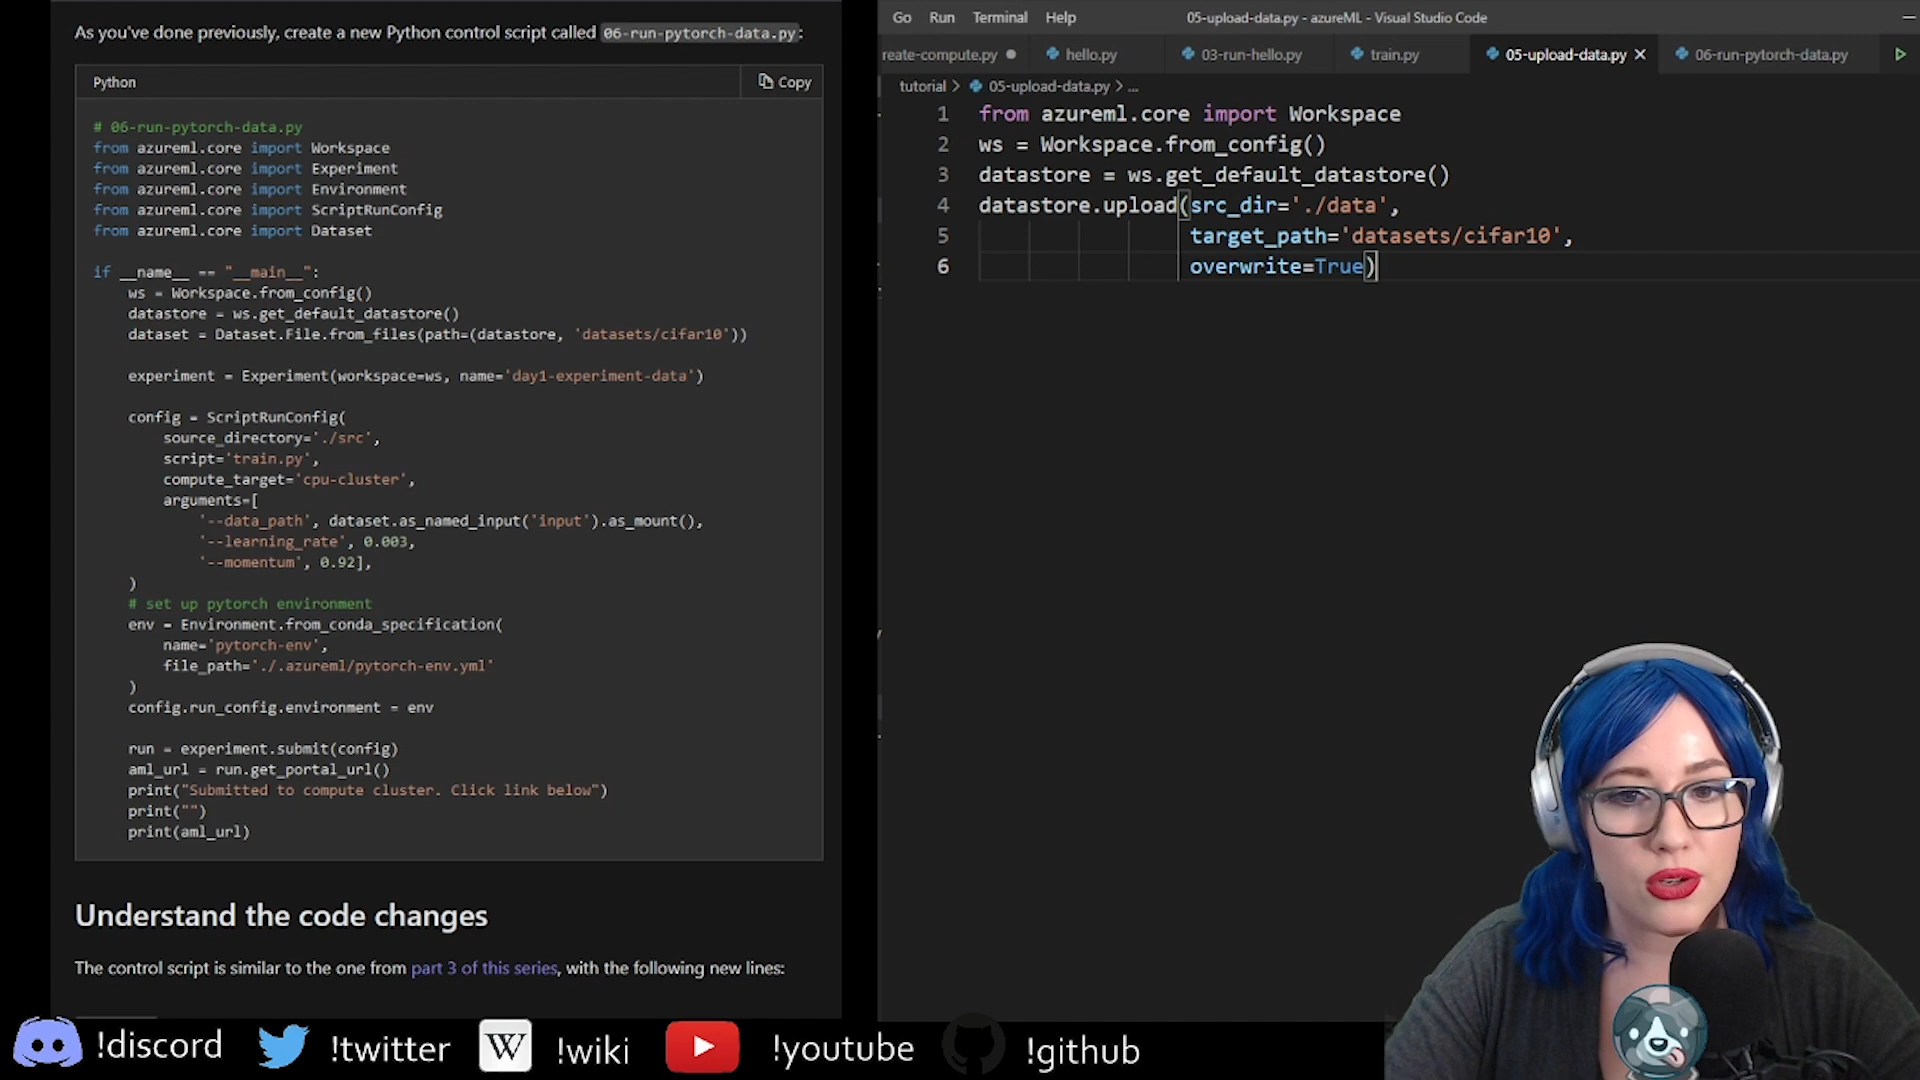 As you've done previously, create a new Python control script called 06-run-pytorch-data.py:
Python
Copy
# 06-run-pytorch-data.py
from azureml.core import Workspace
from azureml.core import Experiment
from azureml.core import Environment
from azureml.core import ScriptRunConfig
from azureml.core import Dataset
if __name__ == "__main__":
ws = Workspace.from_config()
datastore = ws.get_default_datastore()
dataset = Dataset.File.from_files(path=(datastore, 'datasets/cifar10'))
experiment = Experiment(workspace=ws, name='day1-experiment-data')
config = ScriptRunConfig(
source_directory='./src',
script='train.py',
compute_target='cpu-cluster',
arguments=[
'--data_path', dataset.as_named_input('input').as_mount(),
'--learning_rate', 0.003,
'--momentum', 0.92],
)
# set up pytorch environment
env = Environment.from_conda_specification(
name='pytorch-env',
file_path='./.azureml/pytorch-env.yml'
)
config.run_config.environment = env
run = experiment.submit(config)
aml_url = run.get_portal_url()
print("Submitted to compute cluster. Click link below")
print("")
print(aml_url)
Understand the code changes
The control script is similar to the one from part 3 of this series, with the following new lines:
Go Run Terminal Help 05-upload-data.py - azureML - Visual Studio Code
reate-compute.py hello.py 03-run-hello.py train.py 05-upload-data.py 06-run-pytorch-data.py
tutorial > 05-upload-data.py > ...
1 from azureml.core import Workspace
2 ws = Workspace.from_config()
3 datastore = ws.get_default_datastore()
4 datastore.upload(src_dir='./data',
5 target_path='datasets/cifar10',
6 overwrite=True)
!discord !twitter W !wiki !youtube !github